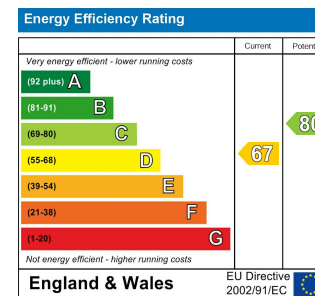 Energy Efficiency Rating
Current
Very energy efficient - lower running costs
(92 plus) A
(81-91) B
(69-80) C
(55-68) D
(39-54) E
(21-38) F
(1-20) G
67
Not energy efficient - higher running costs
England & Wales
EU Directive
2002/91/EC